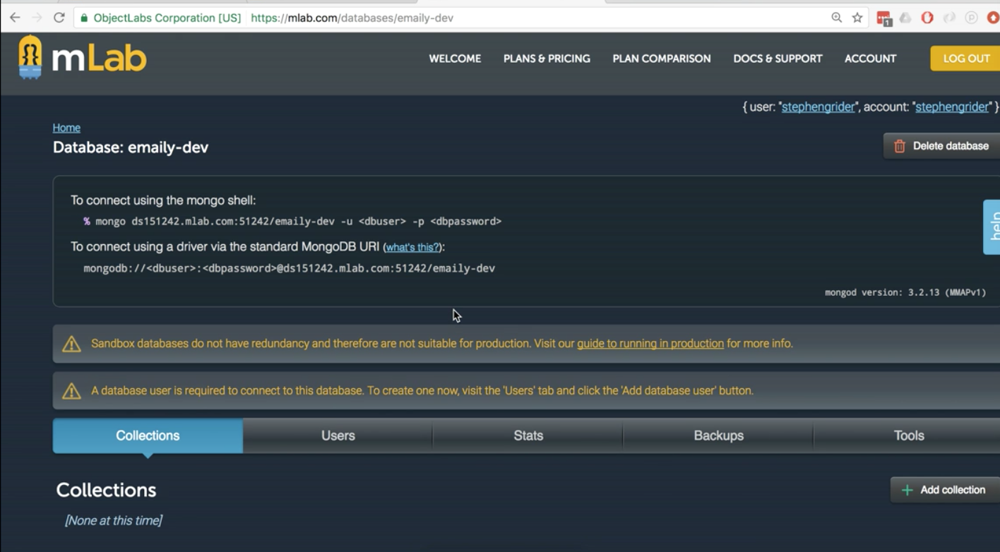 ObjectLabs Corporation [US] https://mlab.com/databases/emaily-dev
1
mLab
WELCOME PLANS & PRICING PLAN COMPARISON DOCS & SUPPORT ACCOUNT LOG OUT
{ user: "stephengrider", account: "stephengrider" }
Home
Database: emaily-dev
Delete database
To connect using the mongo shell:
% mongo ds151242.mlab.com:51242/emaily-dev -u <dbuser> -p <dbpassword>
help
To connect using a driver via the standard MongoDB URI (what's this?):
mongodb://<dbuser>:<dbpassword>@ds151242.mlab.com:51242/emaily-dev
mongod version: 3.2.13 (MMAPv1)
Sandbox databases do not have redundancy and therefore are not suitable for production. Visit our guide to running in production for more info.
A database user is required to connect to this database. To create one now, visit the 'Users' tab and click the 'Add database user' button.
Collections Users Stats Backups Tools
Collections
+ Add collection
[None at this time]